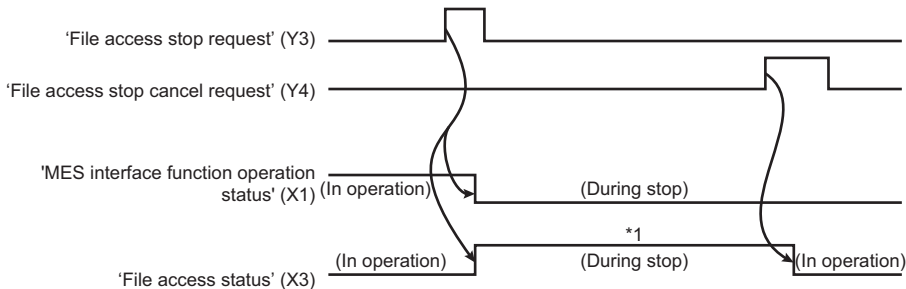 ‘File access stop request’ (Y3)
‘File access stop cancel request’ (Y4)
'MES interface function operation
status' (X1)
(In operation)
(During stop)
*1
(In operation)
(During stop)
(In operation)
‘File access status’ (X3)